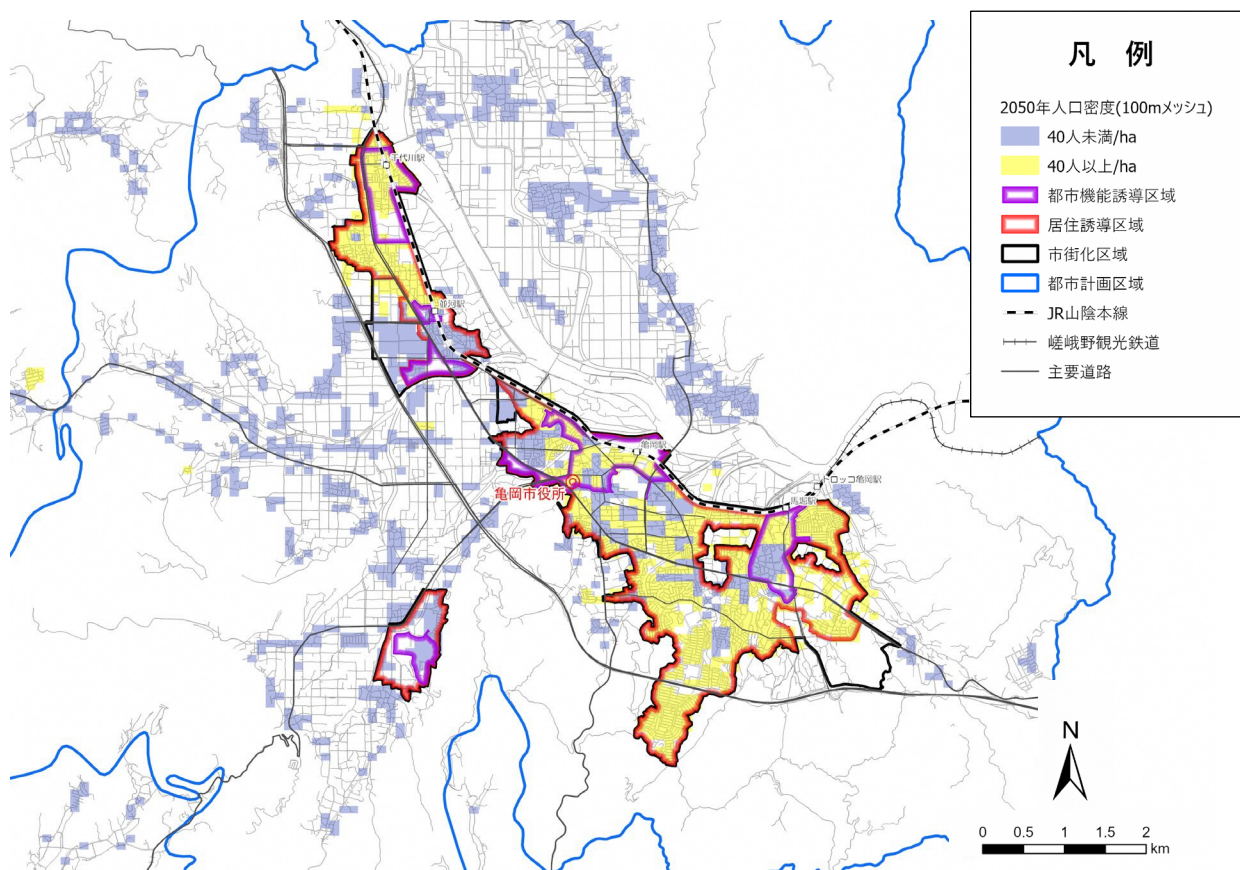 凡 例
2050年人口密度(100mメッシュ)
40人未満/ha
40人以上/ha
都市機能誘導区域
居住誘導区域
市街化区域
都市計画区域
JR山陰本線
嵯峨野観光鉄道
主要道路
千代川駅
並河駅
亀岡駅
亀岡市役所
トロッコ亀岡駅
馬堀駅
N
0 0.5 1 1.5 2
km